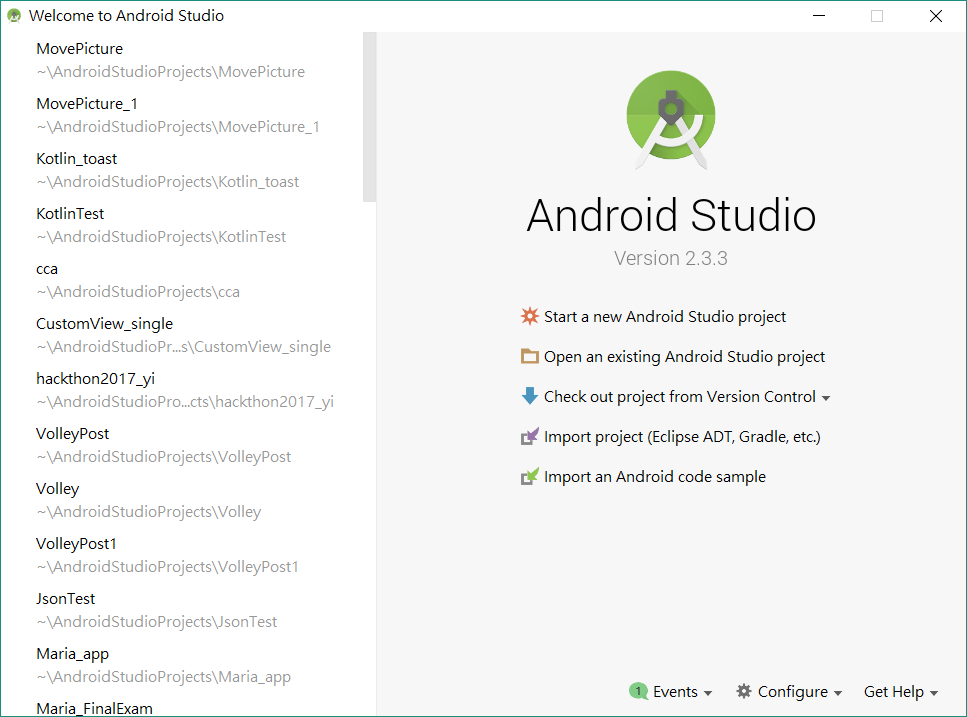 Welcome to Android Studio
MovePicture
~\AndroidStudioProjects\MovePicture
MovePicture_1
~\AndroidStudioProjects\MovePicture_1
Kotlin_toast
~\AndroidStudioProjects\Kotlin_toast
KotlinTest
~\AndroidStudioProjects\KotlinTest
cca
~\AndroidStudioProjects\cca
CustomView_single
~\AndroidStudioPr...s\CustomView_single
hackthon2017_yi
~\AndroidStudioPro...cts\hackthon2017_yi
VolleyPost
~\AndroidStudioProjects\VolleyPost
Volley
~\AndroidStudioProjects\Volley
VolleyPost1
~\AndroidStudioProjects\VolleyPost1
JsonTest
~\AndroidStudioProjects\JsonTest
Maria_app
~\AndroidStudioProjects\Maria_app
Maria_FinalExam
Android Studio
Version 2.3.3
Start a new Android Studio project
Open an existing Android Studio project
Check out project from Version Control
Import project (Eclipse ADT, Gradle, etc.)
Import an Android code sample
1 Events Configure Get Help